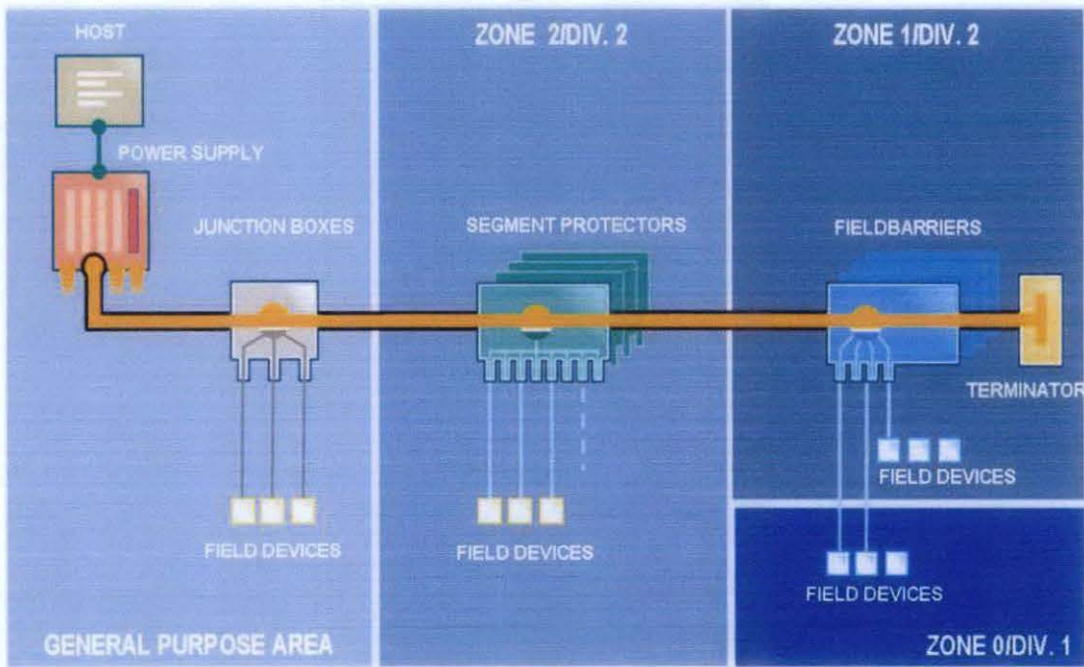 HOST
POWER SUPPLY
JUNCTION BOXES
FIELD DEVICES
GENERAL PURPOSE AREA
ZONE 2/DIV. 2
SEGMENT PROTECTORS
FIELD DEVICES
ZONE 1/DIV. 2
FIELDBARRIERS
TERMINATOR
FIELD DEVICES
FIELD DEVICES
ZONE 0/DIV. 1